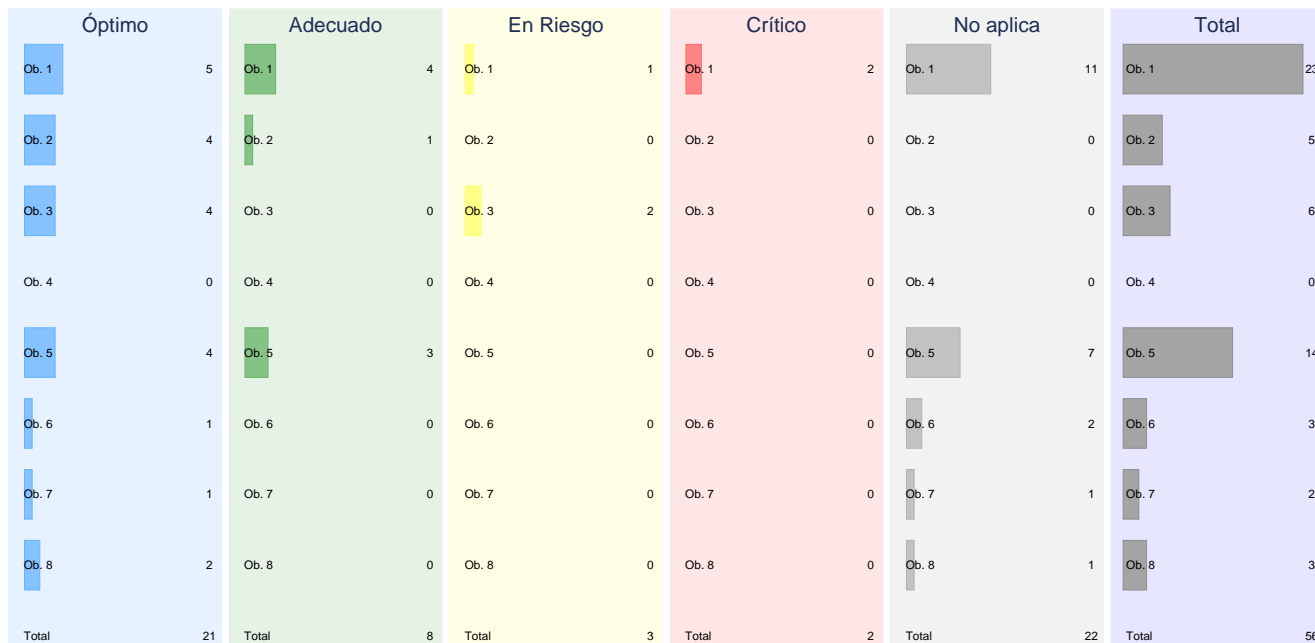 Óptimo Adecuado En Riesgo Crítico No aplica Total
Ob. 1 5 Ob. 1 4 Ob. 1 1 Ob. 1 2 Ob. 1 11 Ob. 1 23
Ob. 2 4 Ob. 2 1 Ob. 2 0 Ob. 2 0 Ob. 2 0 Ob. 2 5
Ob. 3 4 Ob. 3 0 Ob. 3 2 Ob. 3 0 Ob. 3 0 Ob. 3 6
Ob. 4 0 Ob. 4 0 Ob. 4 0 Ob. 4 0 Ob. 4 0 Ob. 4 0
Ob. 5 4 Ob. 5 3 Ob. 5 0 Ob. 5 0 Ob. 5 7 Ob. 5 14
Ob. 6 1 Ob. 6 0 Ob. 6 0 Ob. 6 0 Ob. 6 2 Ob. 6 3
Ob. 7 1 Ob. 7 0 Ob. 7 0 Ob. 7 0 Ob. 7 1 Ob. 7 2
Ob. 8 2 Ob. 8 0 Ob. 8 0 Ob. 8 0 Ob. 8 1 Ob. 8 3
Total 21 Total 8 Total 3 Total 2 Total 22 Total 56